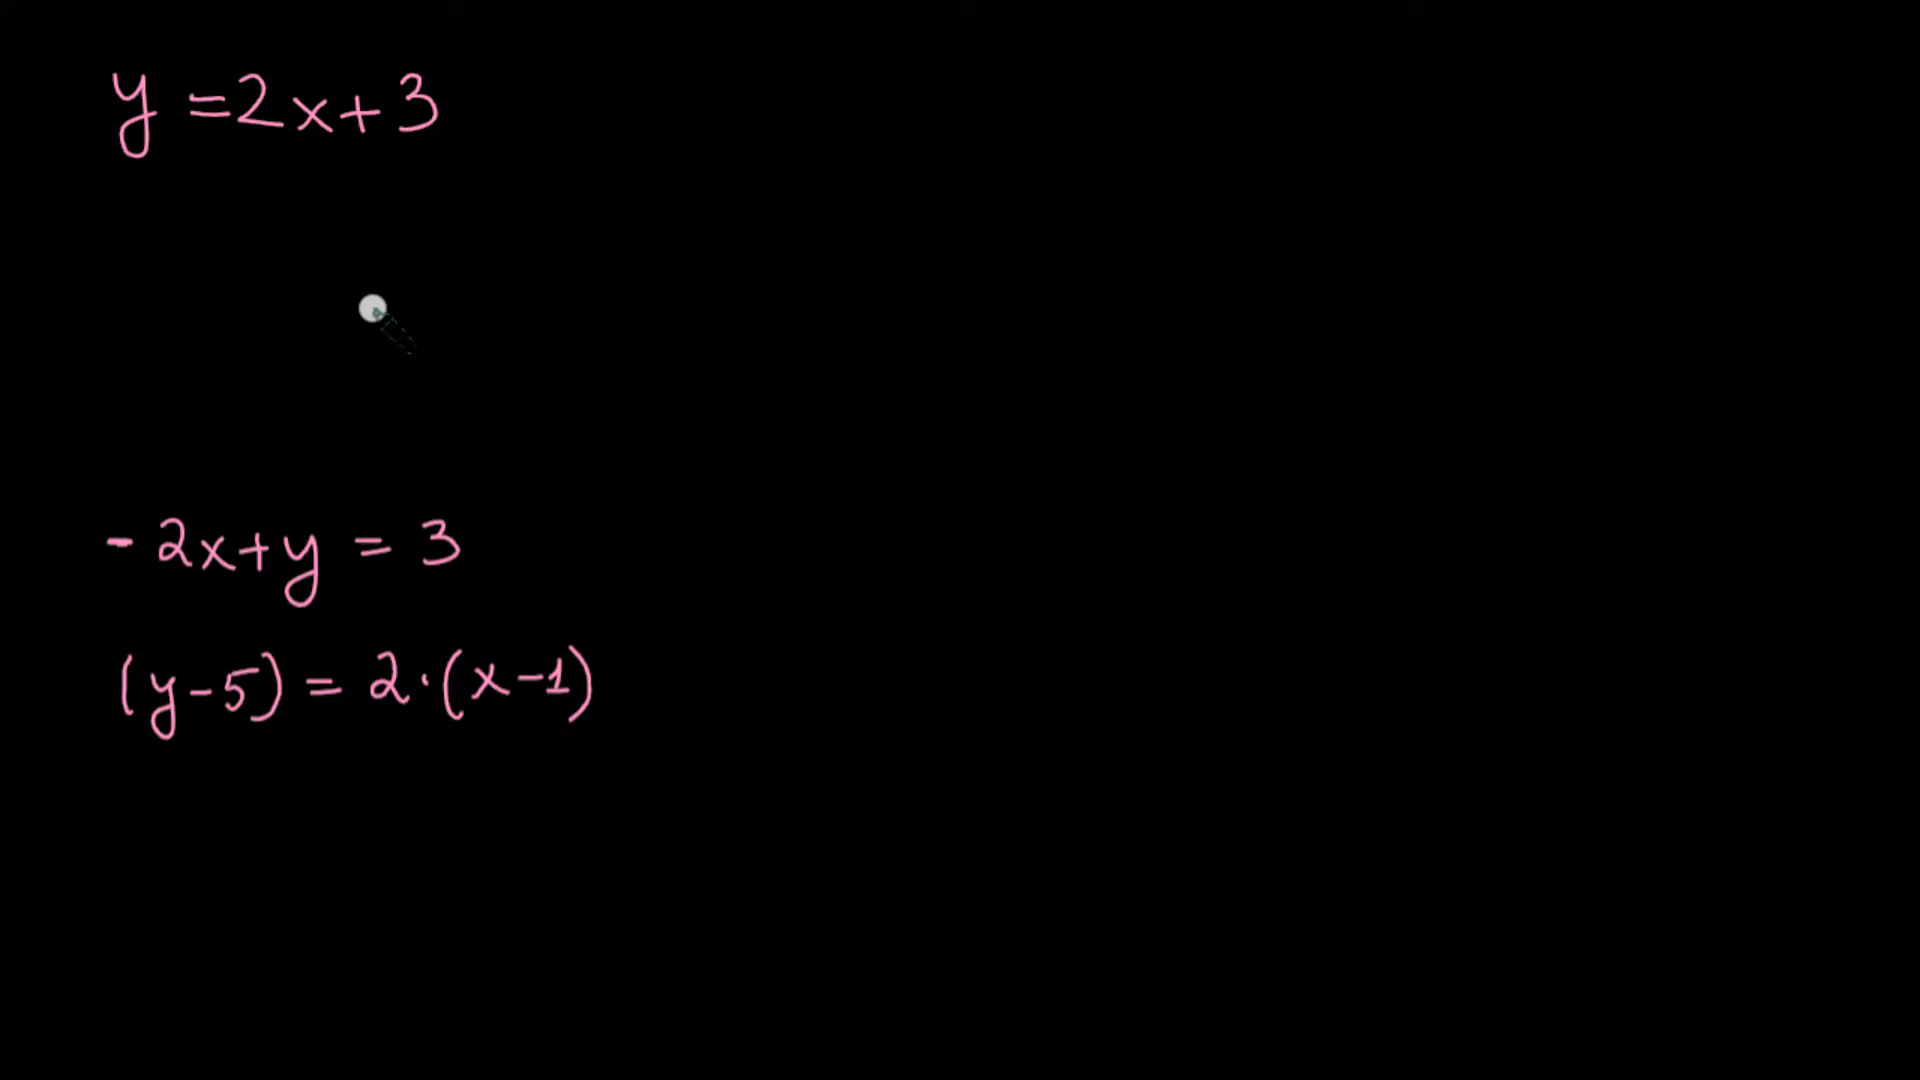 y = 2x + 3
- 2x + y = 3
(y - 5) = 2 · (x - 1)